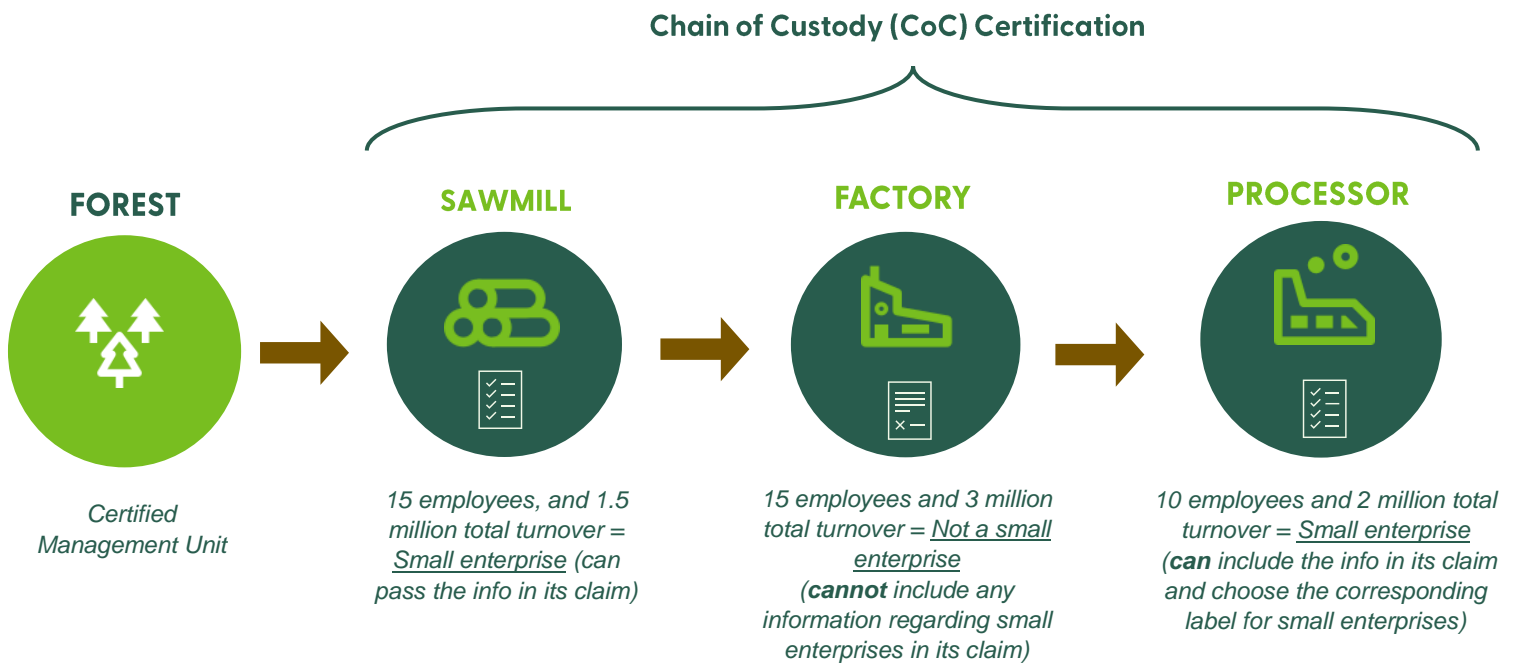 Chain of Custody (CoC) Certification
FOREST
Certified
Management Unit
SAWMILL
15 employees, and 1.5
million total turnover =
Small enterprise (can
pass the info in its claim)
FACTORY
15 employees and 3 million
total turnover = Not a small
enterprise
(cannot include any
information regarding small
enterprises in its claim)
PROCESSOR
10 employees and 2 million total
turnover = Small enterprise
(can include the info in its claim
and choose the corresponding
label for small enterprises)